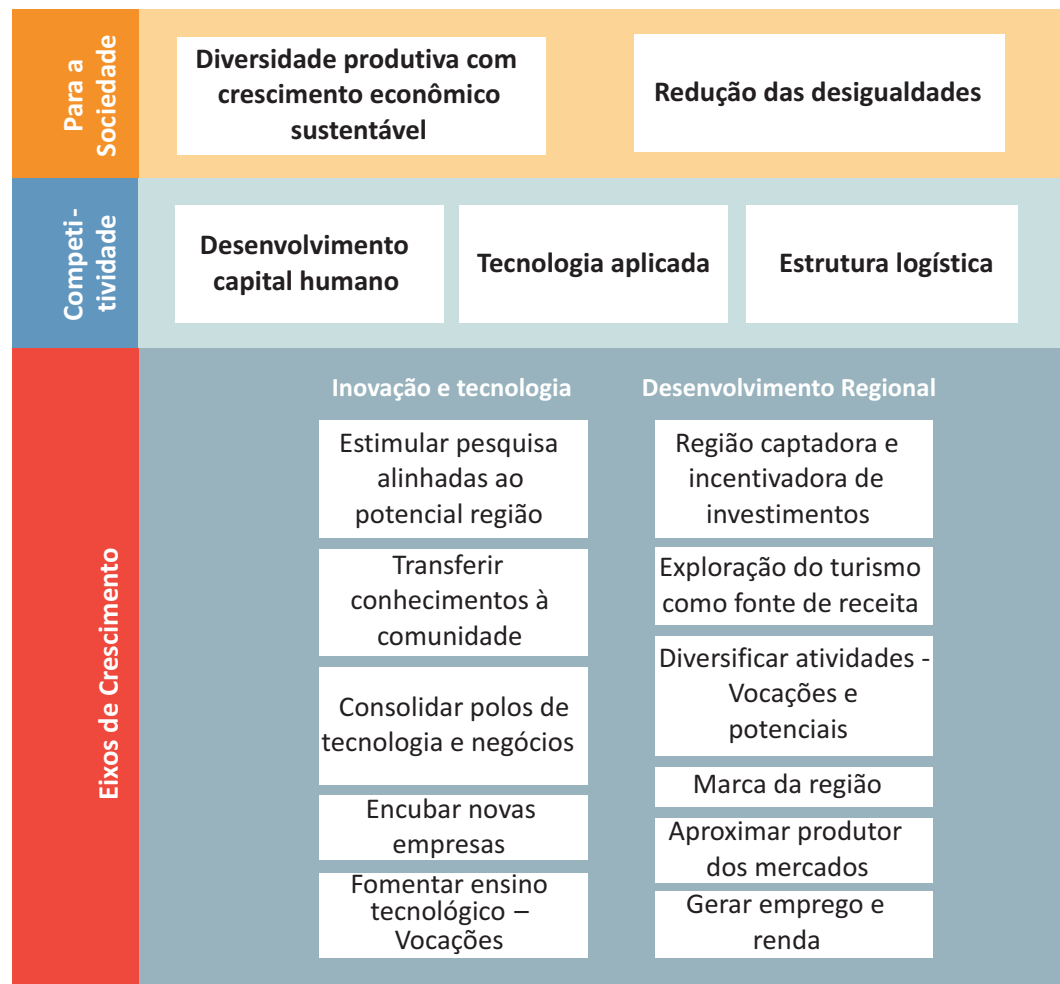 Para a
Sociedade
Diversidade produtiva com
crescimento econômico
sustentável
Redução das desigualdades
Competi-
tividade
Desenvolvimento
capital humano
Tecnologia aplicada
Estrutura logística
Eixos de Crescimento
Inovação e tecnologia
Estimular pesquisa
alinhadas ao
potencial região
Transferir
conhecimentos à
comunidade
Consolidar polos de
tecnologia e negócios
Encubar novas
empresas
Fomentar ensino
tecnológico –
Vocações
Desenvolvimento Regional
Região captadora e
incentivadora de
investimentos
Exploração do turismo
como fonte de receita
Diversificar atividades -
Vocações e
potenciais
Marca da região
Aproximar produtor
dos mercados
Gerar emprego e
renda